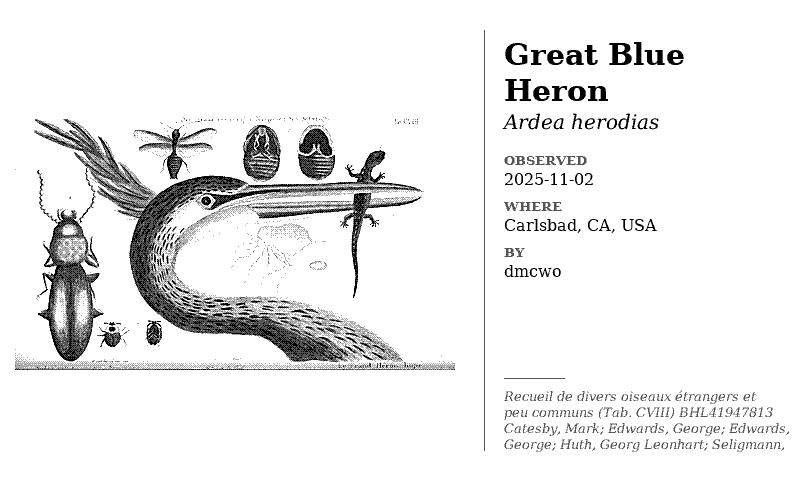 Great Blue
Heron
Ardea herodias
OBSERVED
2025-11-02
WHERE
Carlsbad, CA, USA
BY
dmcwo
Recueil de divers oiseaux étrangers et
peu communs (Tab. CVIII) BHL41947813
Catesby, Mark; Edwards, George; Edwards,
George; Huth, Georg Leonhart; Seligmann,